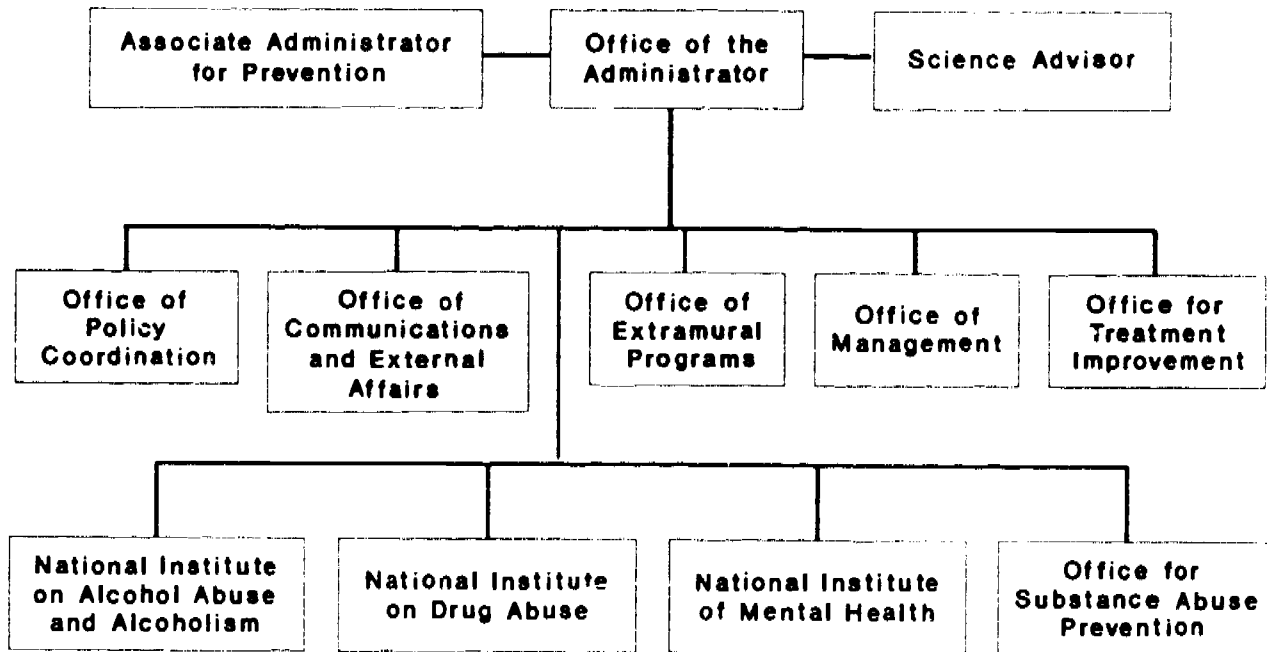 Associate Administrator
for Prevention
Office of the
Administrator
Science Advisor
Office of
Policy
Coordination
Office of
Communications
and External
Affairs
Office of
Extramural
Programs
Office of
Management
Office for
Treatment
Improvement
National Institute
on Alcohol Abuse
and Alcoholism
National Institute
on Drug Abuse
National Institute
of Mental Health
Office for
Substance Abuse
Prevention